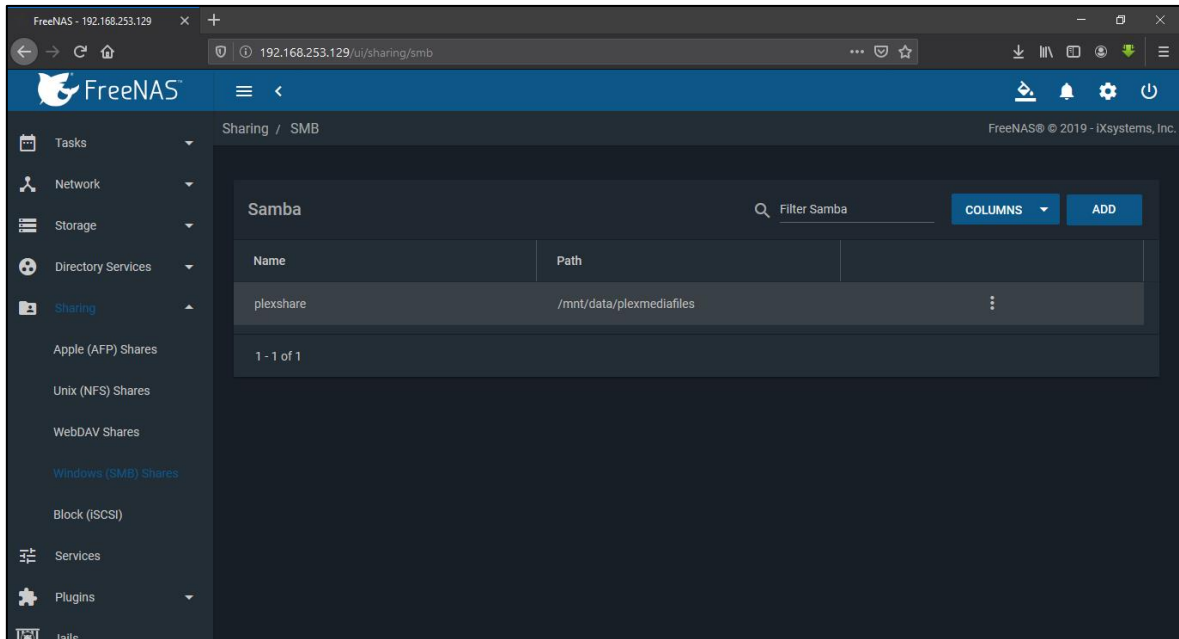 FreeNAS - 192.168.253.129
192.168.253.129/ui/sharing/smb
FreeNAS™
Sharing / SMB
FreeNAS® © 2019 - iXsystems, Inc.
Tasks
Network
Storage
Directory Services
Sharing
Apple (AFP) Shares
Unix (NFS) Shares
WebDAV Shares
Windows (SMB) Shares
Block (iSCSI)
Services
Plugins
Jails
Samba
Filter Samba
COLUMNS
ADD
Name Path
plexshare /mnt/data/plexmediafiles
1 - 1 of 1